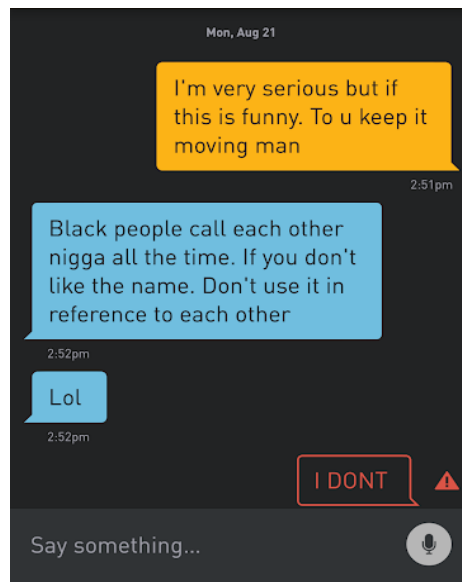 Mon, Aug 21
I'm very serious but if
this is funny. To u keep it
moving man
2:51pm
Black people call each other
nigga all the time. If you don't
like the name. Don't use it in
reference to each other
2:52pm
Lol
2:52pm
I DONT
Say something...